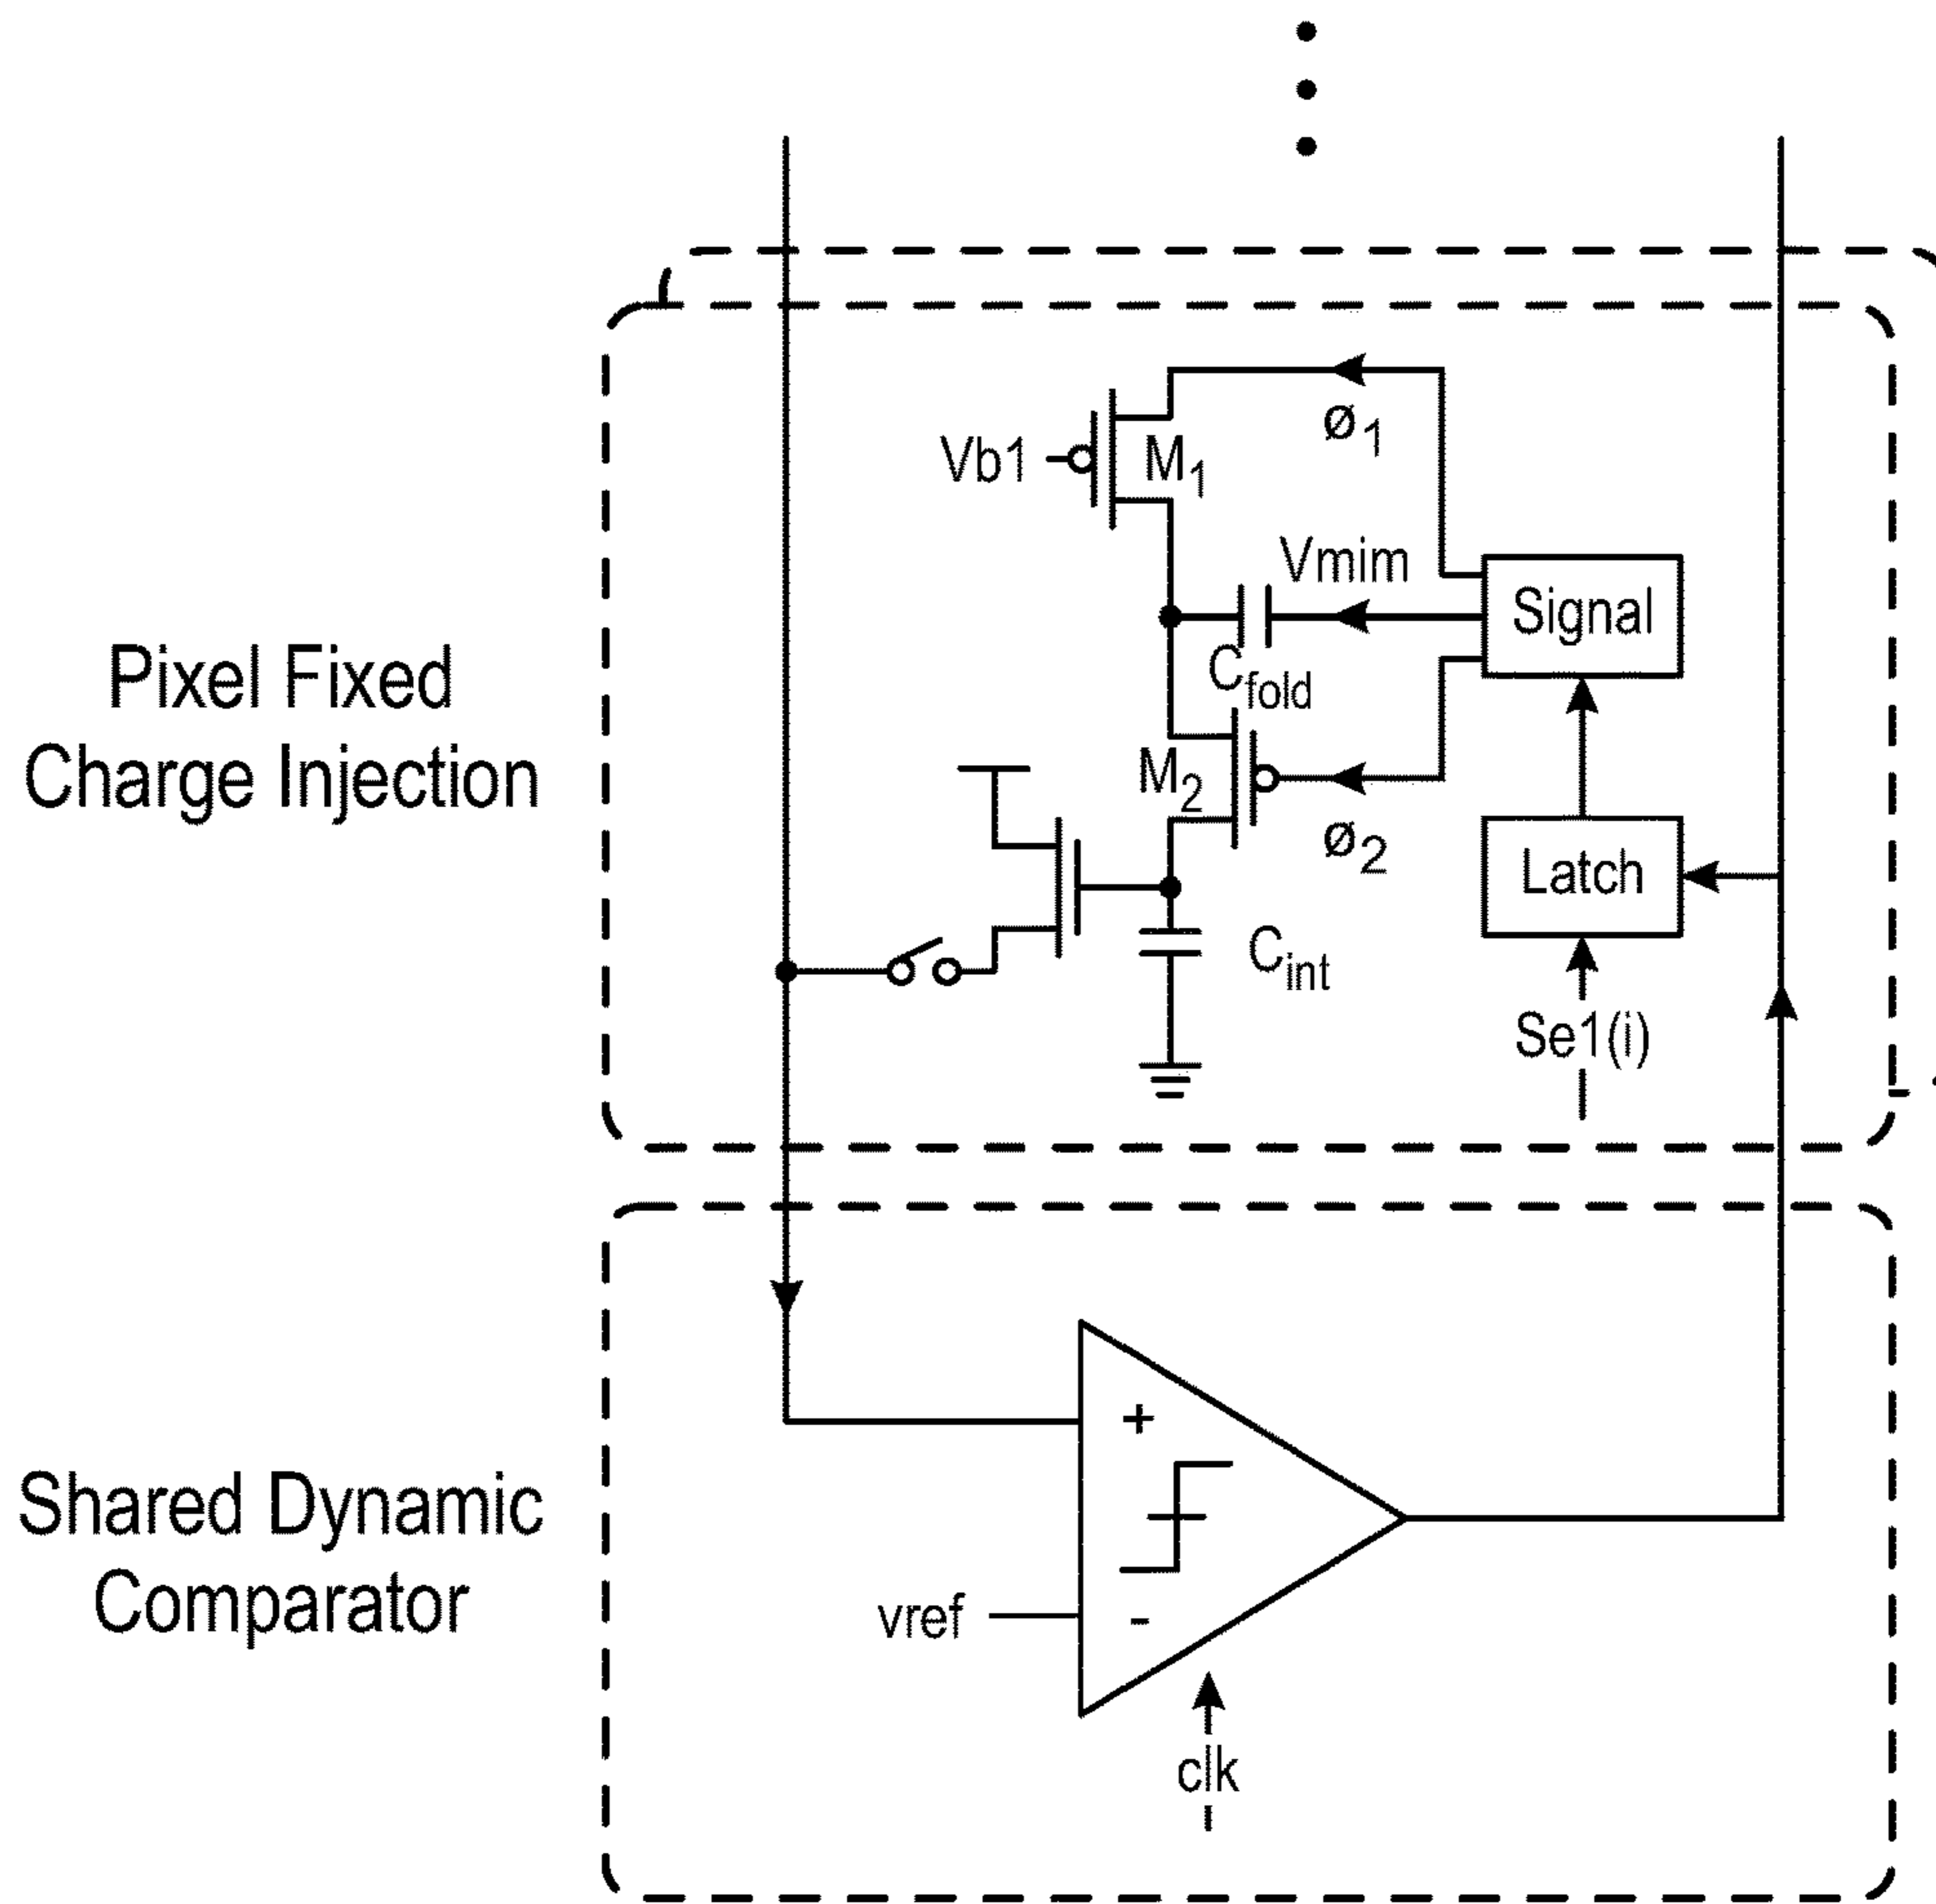 ø1
Vb1
M1
Vmim
Signal
Cfold
Pixel Fixed
Charge Injection
M2
ø2
Latch
Cint
Se1(i)
+
Shared Dynamic
Comparator
vref
-
clk